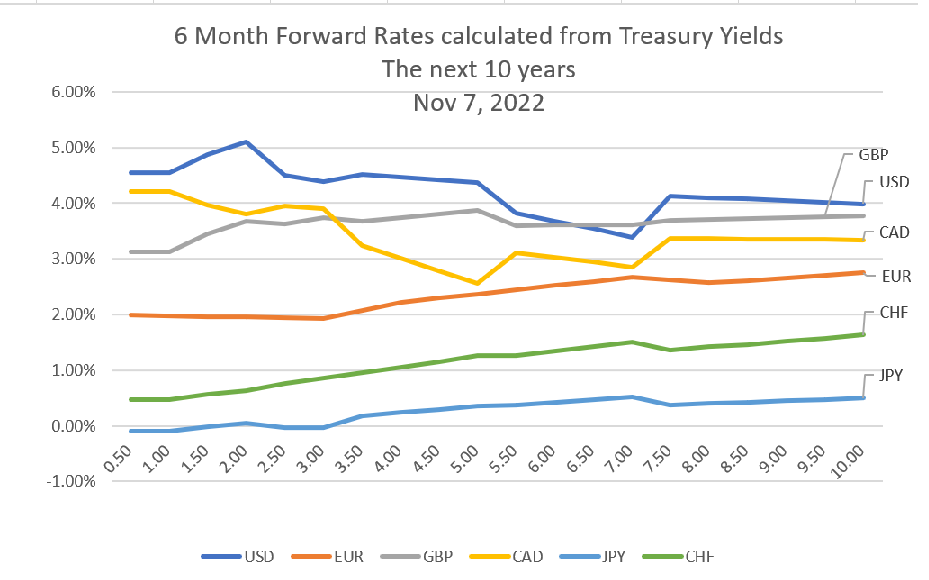 6 Month Forward Rates calculated from Treasury Yields
The next 10 years
Nov 7, 2022
6.00%
5.00%
4.00%
3.00%
2.00%
1.00%
0.00%
-1.00%
GBP
USD
CAD
EUR
CHF
JPY
0.50 1.00 1.50 2.00 2.50 3.00 3.50 4.00 4.50 5.00 5.50 6.00 6.50 7.00 7.50 8.00 8.50 9.00 9.50 10.00
USD EUR GBP CAD JPY CHF